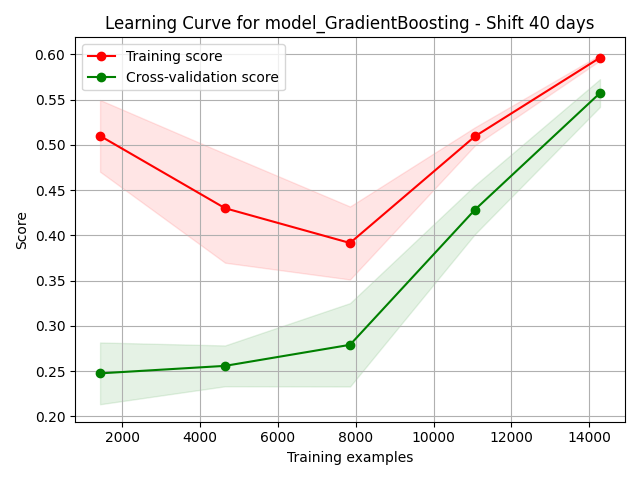 Learning Curve for model_GradientBoosting - Shift 40 days
Training score
Cross-validation score
0.60
0.55
0.50
0.45
0.40
0.35
0.30
0.25
0.20
Score
2000 4000 6000 8000 10000 12000 14000
Training examples